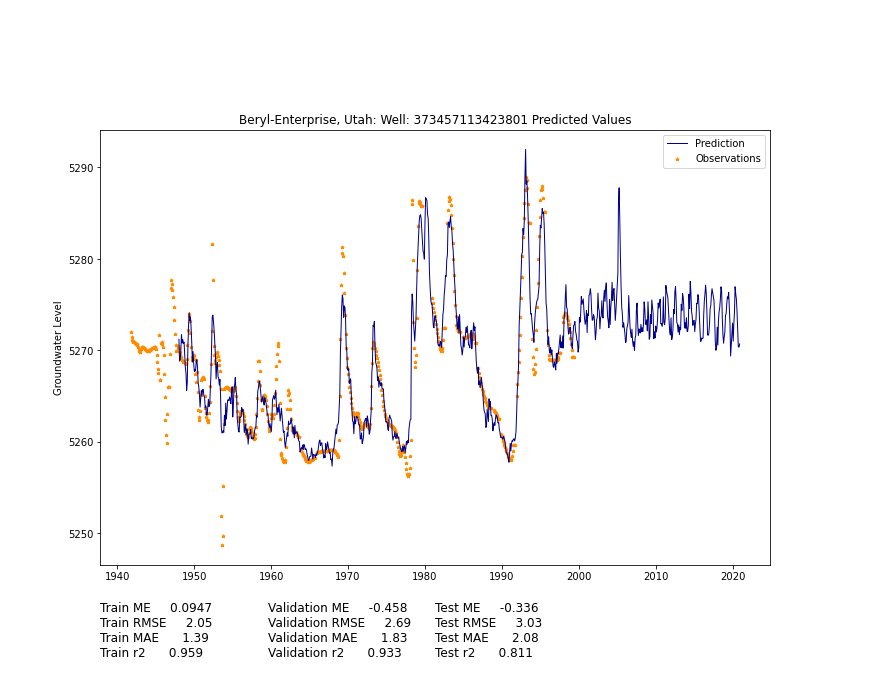 Beryl-Enterprise, Utah: Well: 373457113423801 Predicted Values
Prediction
Observations
Groundwater Level
5290
5280
5270
5260
5250
1940 1950 1960 1970 1980 1990 2000 2010 2020
Train ME 0.0947 Validation ME -0.458 Test ME -0.336
Train RMSE 2.05 Validation RMSE 2.69 Test RMSE 3.03
Train MAE 1.39 Validation MAE 1.83 Test MAE 2.08
Train r2 0.959 Validation r2 0.933 Test r2 0.811